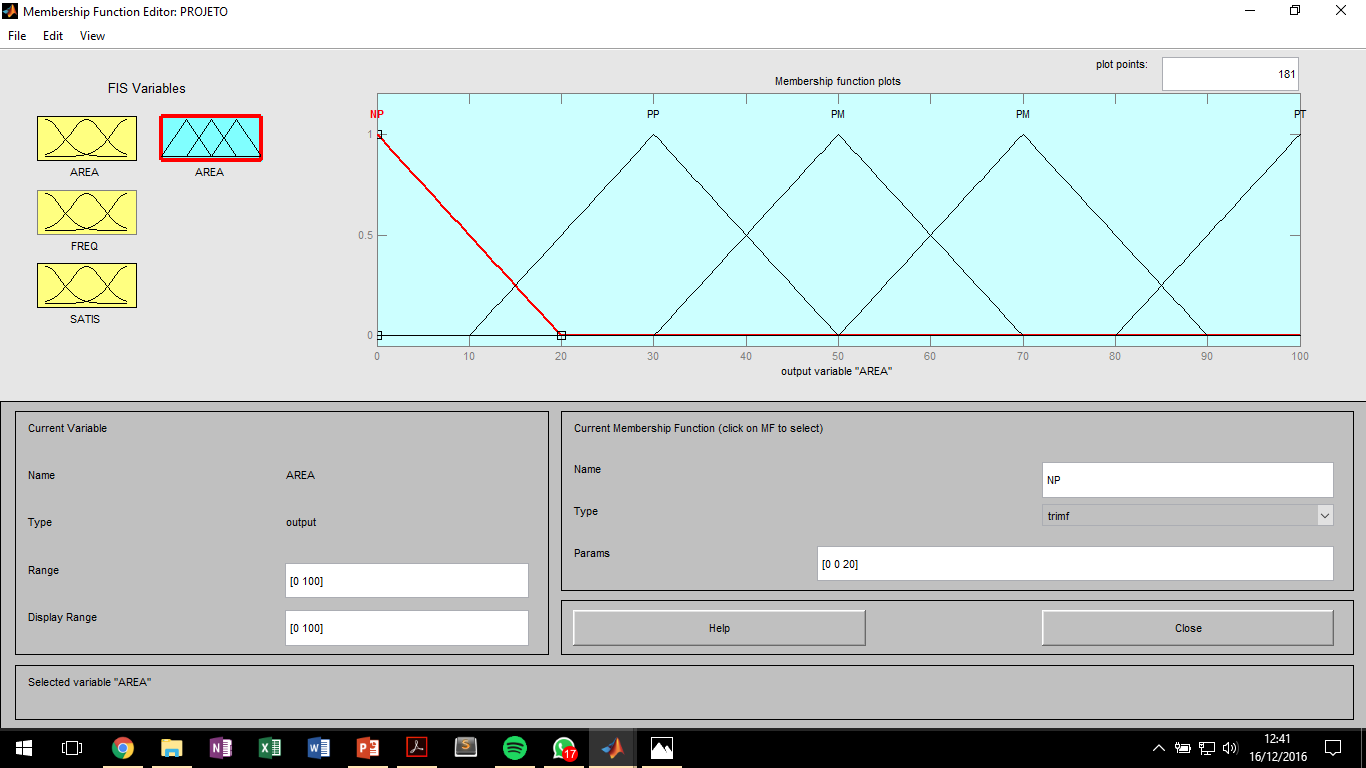 Membership Function Editor: PROJETO
File Edit View
FIS Variables
AREA
AREA
FREQ
SATIS
plot points:
181
Membership function plots
NP PP PM PM PT
1
0.5
0
0 10 20 30 40 50 60 70 80 90 100
output variable "AREA"
Current Variable
Name AREA
Type output
Range [0 100]
Display Range [0 100]
Current Membership Function (click on MF to select)
Name NP
Type trimf
Params [0 0 20]
Help Close
Selected variable "AREA"
17
12:41
16/12/2016